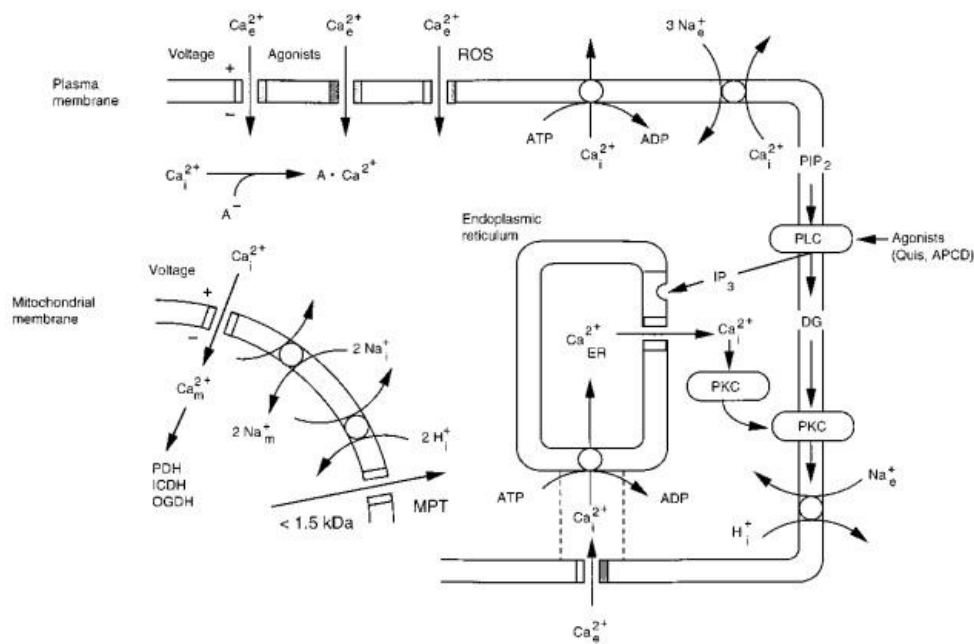 Ca²⁺ₑ Ca²⁺ₑ Ca²⁺ₑ 3 Na⁺ₑ
Voltage + Agonists ROS
Plasma
membrane
−
ATP ADP
Ca²⁺ᵢ Ca²⁺ᵢ PIP₂
Ca²⁺ᵢ A · Ca²⁺
A⁻
Endoplasmic
reticulum
PLC Agonists
(Quis, APCD)
Ca²⁺ᵢ
IP₃
Voltage +
Mitochondrial
membrane
−
2 Na⁺ᵢ
DG
Ca²⁺ER Ca²⁺ᵢ
Ca²⁺ₘ
PKC
2 Na⁺ₘ 2 H⁺ᵢ
PKC
PDH
ICDH
OGDH
MPT
< 1.5 kDa
ATP ADP
Na⁺ₑ
Ca²⁺ᵢ
H⁺ᵢ
Ca²⁺ₑ